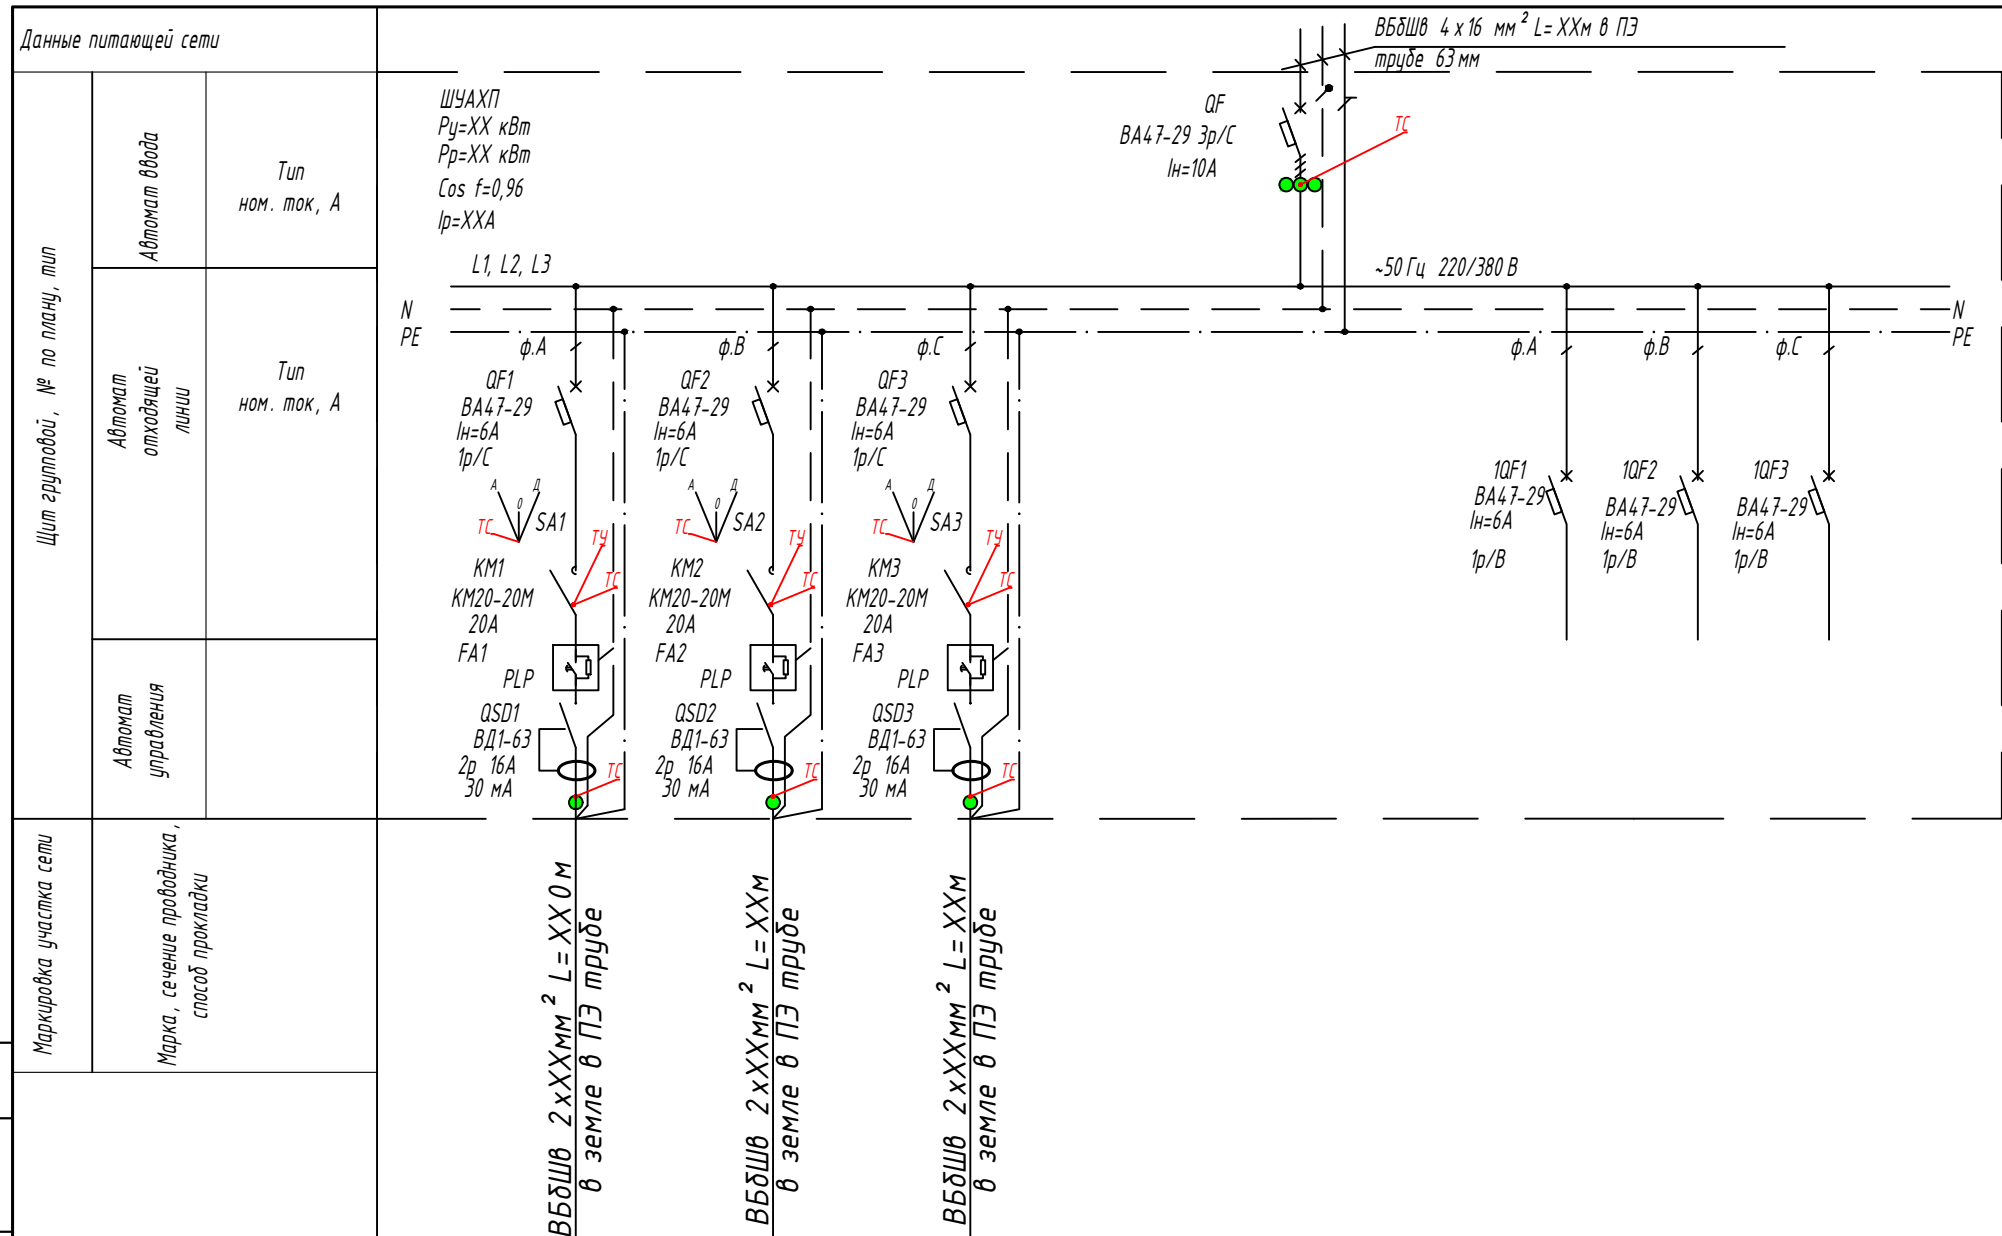 Данные питающей сети
ВБбШв 4х16 мм² L=XXм в ПЭ
трубе 63 мм
Щит групповой, № по плану, тип
Автомат ввода
Тип
ном. ток, А
ШУАХП
Ру=XX кВт
Рр=XX кВт
Cos f=0,96
Iр=XXA
QF
ВА47-29 3р/С
Iн=10А
ТС
L1, L2, L3
~50 Гц 220/380 В
N
PE
N
PE
Автомат
отходящей
линии
Тип
ном. ток, А
ф.А
ф.В
ф.С
ф.А
ф.В
ф.С
QF1
ВА47-29
Iн=6А
1р/С
QF2
ВА47-29
Iн=6А
1р/С
QF3
ВА47-29
Iн=6А
1р/С
1QF1
ВА47-29
Iн=6А
1р/В
1QF2
ВА47-29
Iн=6А
1р/В
1QF3
ВА47-29
Iн=6А
1р/В
А 0 Д
ТС
SA1
ТУ
А 0 Д
ТС
SA2
ТУ
А 0 Д
ТС
SA3
ТУ
КМ1
КМ20-20М
20А
ТС
КМ2
КМ20-20М
20А
ТС
КМ3
КМ20-20М
20А
ТС
Автомат
управления
FA1
PLP
FA2
PLP
FA3
PLP
QSD1
ВД1-63
2р 16А
30 мА
ТС
QSD2
ВД1-63
2р 16А
30 мА
ТС
QSD3
ВД1-63
2р 16А
30 мА
ТС
Маркировка участка сети
Марка, сечение проводника,
способ прокладки
ВБбШв 2хXXмм² L=XX0м
в земле в ПЭ трубе
ВБбШв 2хXXмм² L=XXм
в земле в ПЭ трубе
ВБбШв 2хXXмм² L=XXм
в земле в ПЭ трубе